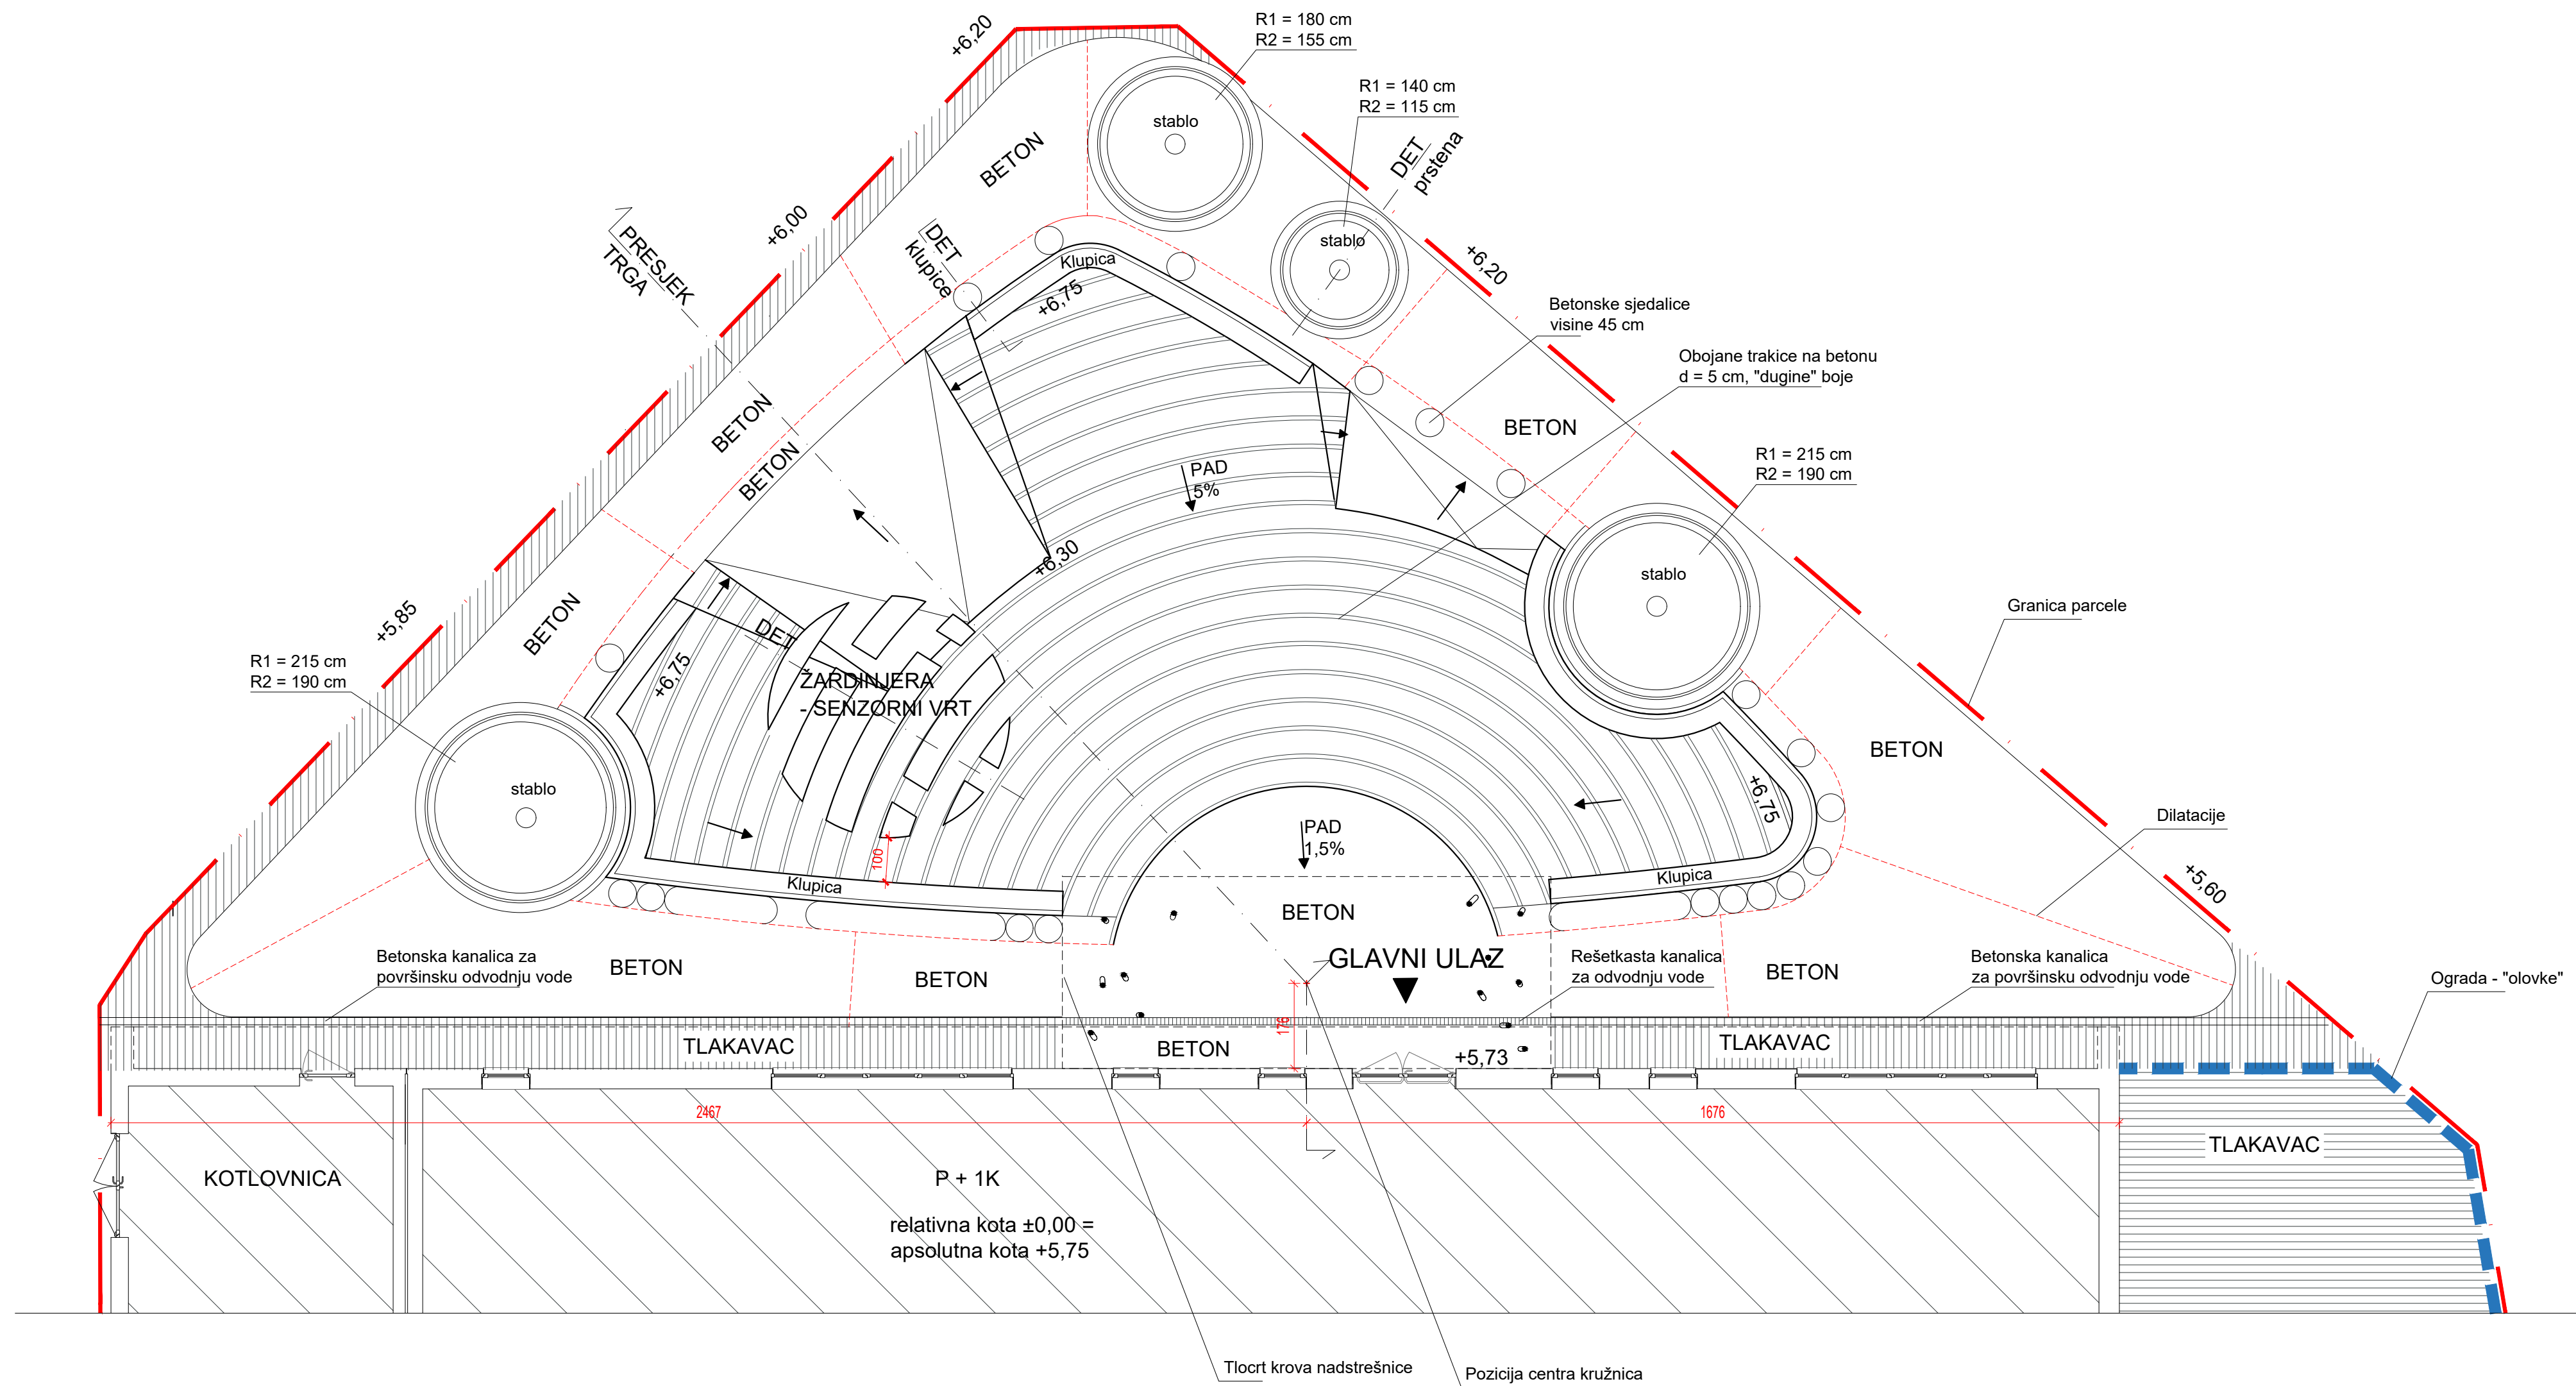 R1 = 180 cm
R2 = 155 cm
+6,20
R1 = 140 cm
R2 = 115 cm
stablo
BETON
DET
prstena
+6,00
PRESJEK
TRGA
DET
klupice
stablo
+6,20
Klupica
+6,75
Betonske sjedalice
visine 45 cm
Obojane trakice na betonu
d = 5 cm, "dugine" boje
BETON
BETON
BETON
R1 = 215 cm
R2 = 190 cm
PAD
5%
+6,30
stablo
+5,85
BETON
DET
Granica parcele
R1 = 215 cm
R2 = 190 cm
+6,75
ŽARDINJERA
- SENZORNI VRT
BETON
stablo
+6,75
Dilatacije
PAD
1,5%
100
Klupica
Klupica
+5,60
BETON
GLAVNI ULAZ
Betonska kanalica za
površinsku odvodnju vode
BETON
BETON
Rešetkasta kanalica
za odvodnju vode
BETON
Betonska kanalica
za površinsku odvodnju vode
Ograda - "olovke"
176
TLAKAVAC
BETON
+5,73
TLAKAVAC
2467
1676
TLAKAVAC
KOTLOVNICA
P + 1K
relativna kota ±0,00 =
apsolutna kota +5,75
Tlocrt krova nadstrešnice
Pozicija centra kružnica